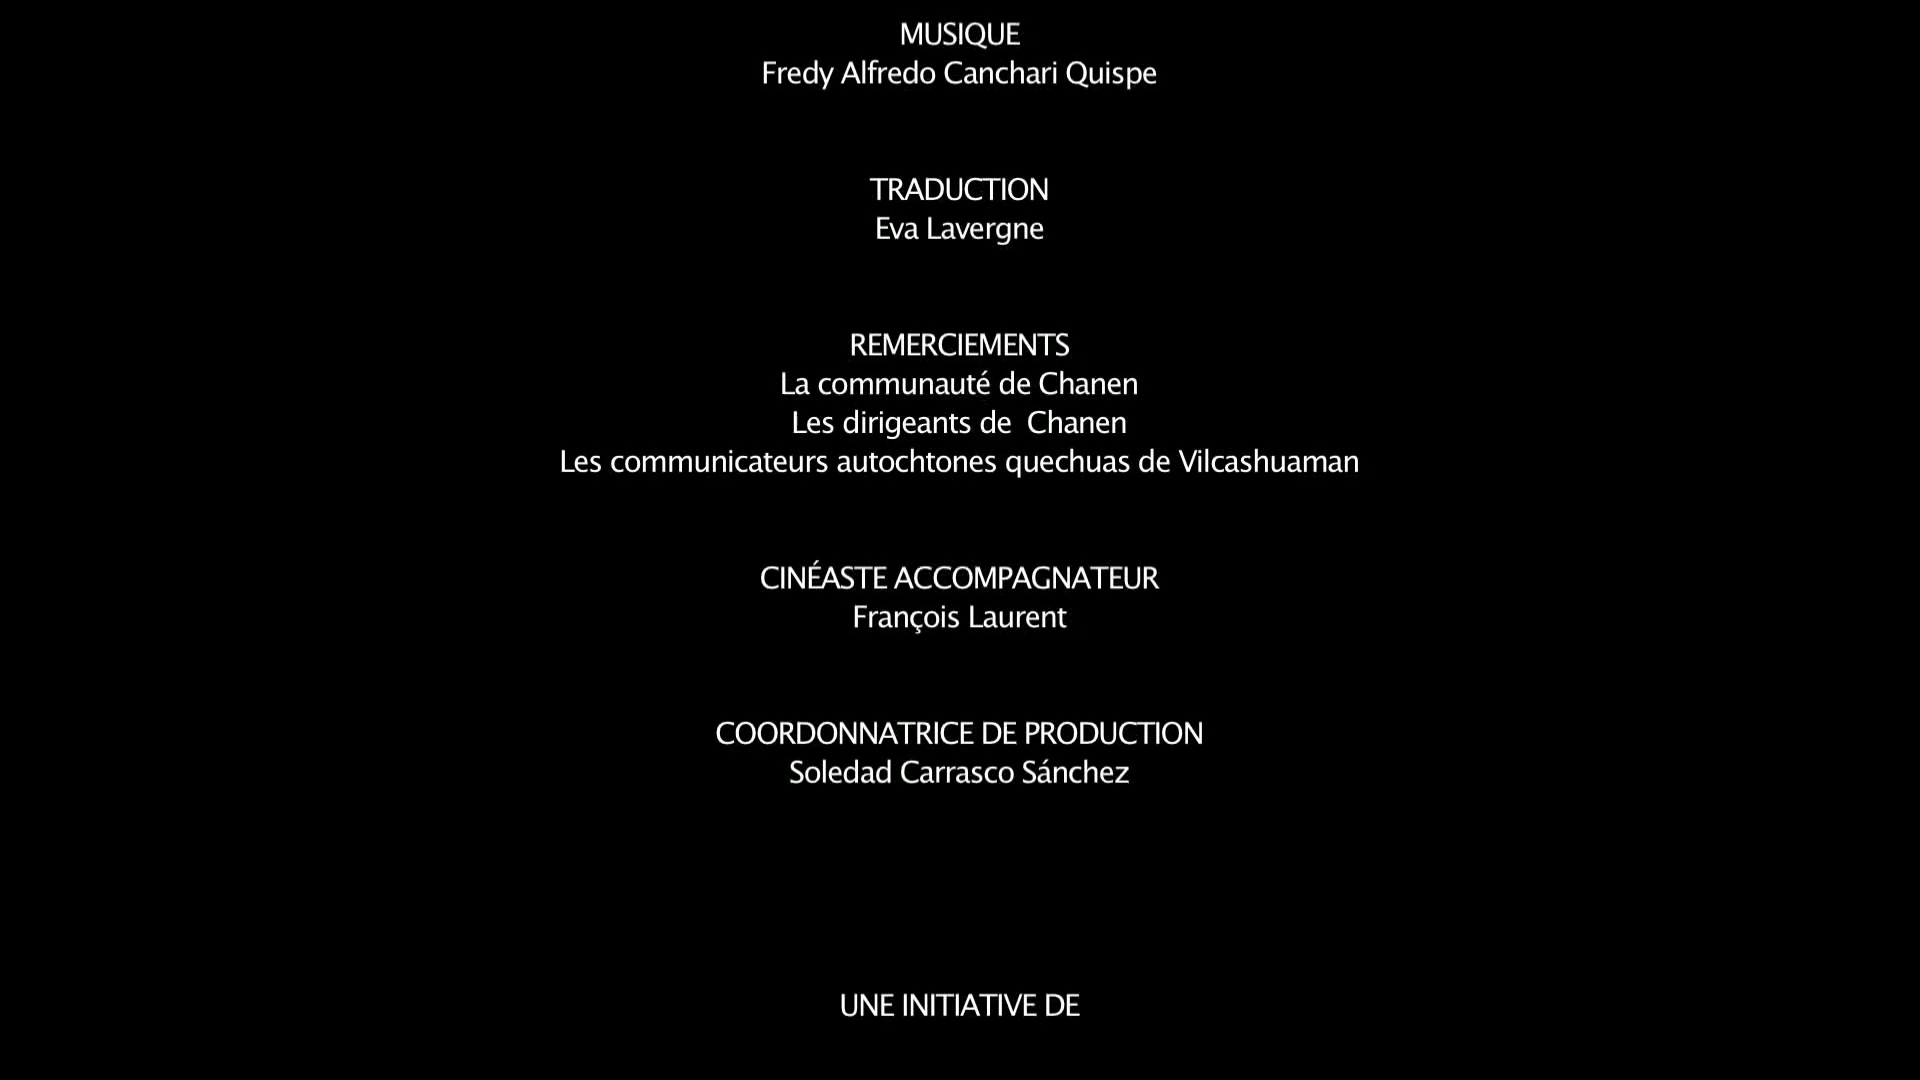 MUSIQUE
Fredy Alfredo Canchari Quispe
TRADUCTION
Eva Lavergne
REMERCIEMENTS
La communauté de Chanen
Les dirigeants de  Chanen
Les communicateurs autochtones quechuas de Vilcashuaman
CINÉASTE ACCOMPAGNATEUR
François Laurent
COORDONNATRICE DE PRODUCTION
Soledad Carrasco Sánchez
UNE INITIATIVE DE